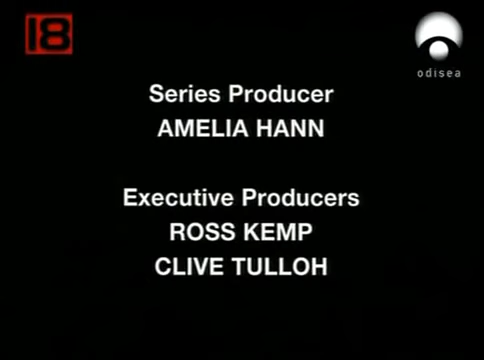 18
odisea
Series Producer
AMELIA HANN
Executive Producers
ROSS KEMP
CLIVE TULLOH